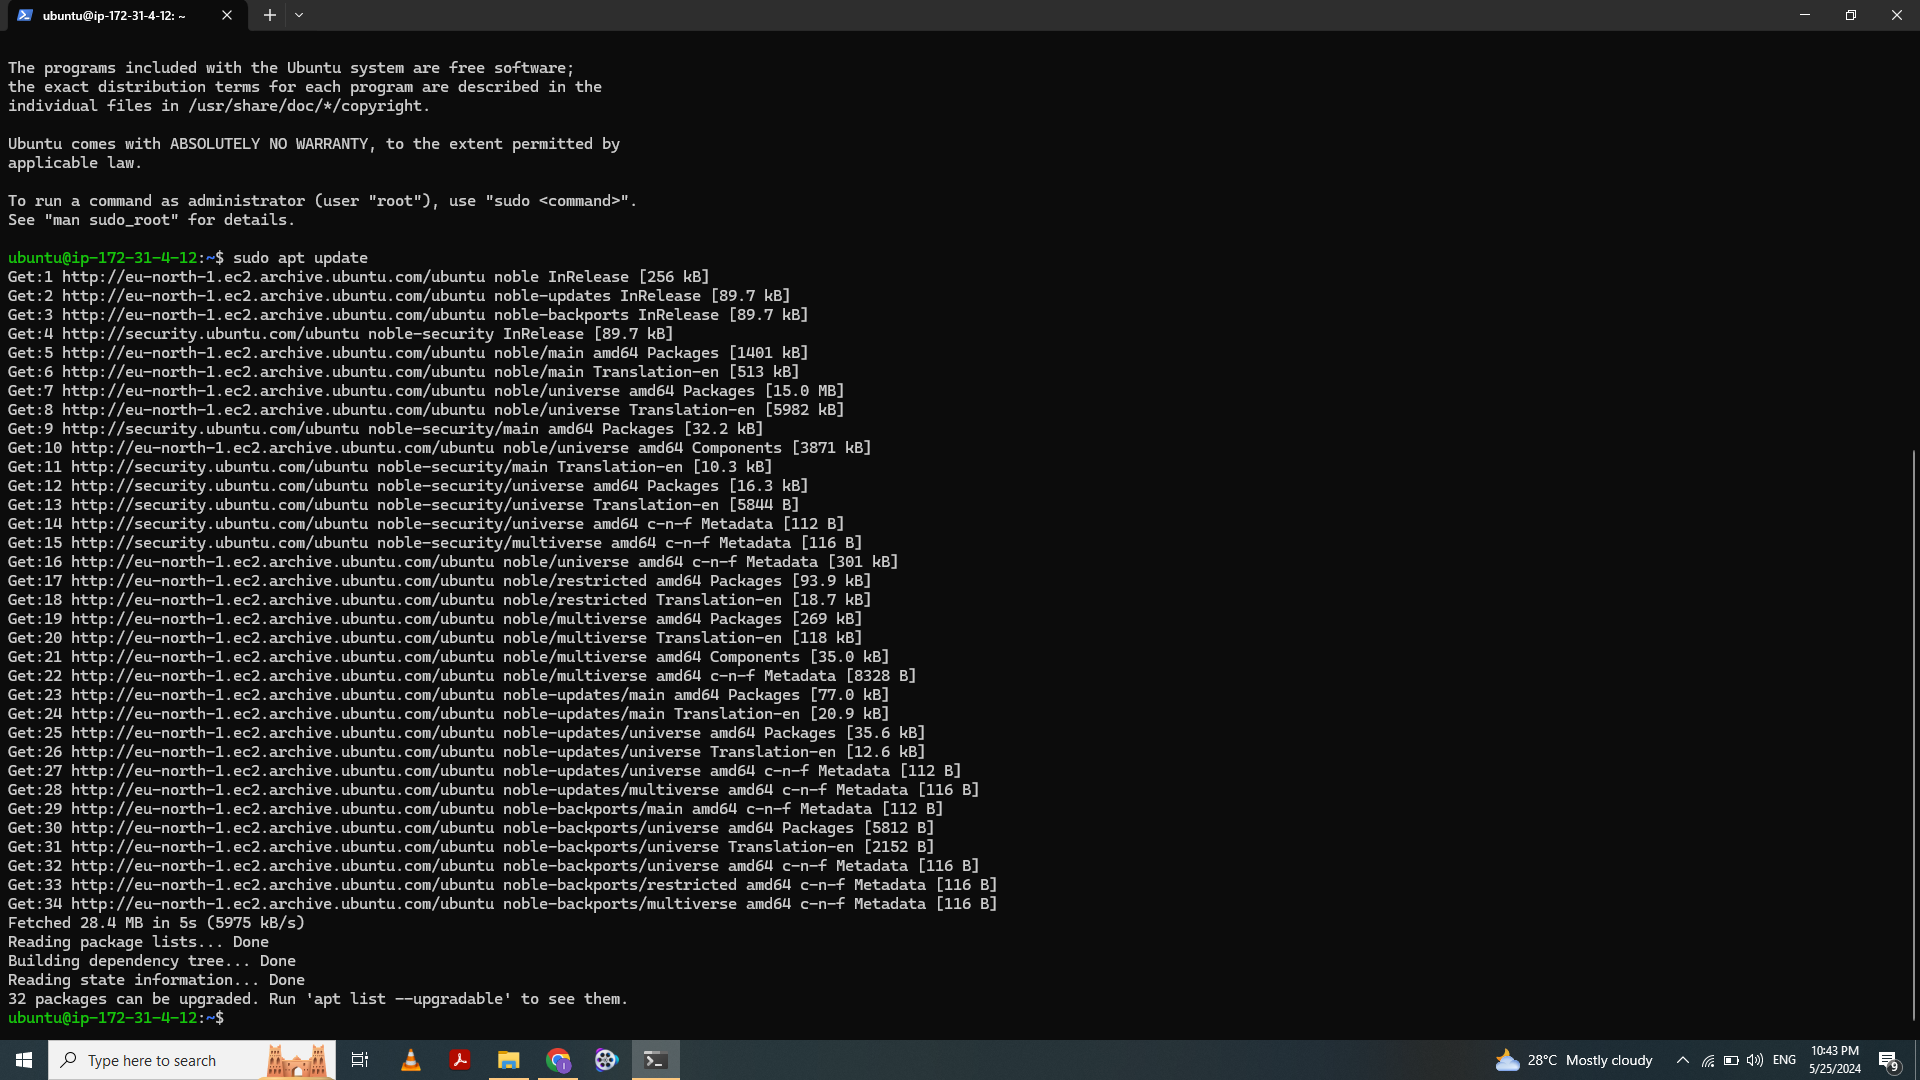 ubuntu@ip-172-31-4-12: ~
The programs included with the Ubuntu system are free software;
the exact distribution terms for each program are described in the
individual files in /usr/share/doc/*/copyright.
Ubuntu comes with ABSOLUTELY NO WARRANTY, to the extent permitted by
applicable law.
To run a command as administrator (user "root"), use "sudo <command>".
See "man sudo_root" for details.
ubuntu@ip-172-31-4-12:~$ sudo apt update
Get:1 http://eu-north-1.ec2.archive.ubuntu.com/ubuntu noble InRelease [256 kB]
Get:2 http://eu-north-1.ec2.archive.ubuntu.com/ubuntu noble-updates InRelease [89.7 kB]
Get:3 http://eu-north-1.ec2.archive.ubuntu.com/ubuntu noble-backports InRelease [89.7 kB]
Get:4 http://security.ubuntu.com/ubuntu noble-security InRelease [89.7 kB]
Get:5 http://eu-north-1.ec2.archive.ubuntu.com/ubuntu noble/main amd64 Packages [1401 kB]
Get:6 http://eu-north-1.ec2.archive.ubuntu.com/ubuntu noble/main Translation-en [513 kB]
Get:7 http://eu-north-1.ec2.archive.ubuntu.com/ubuntu noble/universe amd64 Packages [15.0 MB]
Get:8 http://eu-north-1.ec2.archive.ubuntu.com/ubuntu noble/universe Translation-en [5982 kB]
Get:9 http://security.ubuntu.com/ubuntu noble-security/main amd64 Packages [32.2 kB]
Get:10 http://eu-north-1.ec2.archive.ubuntu.com/ubuntu noble/universe amd64 Components [3871 kB]
Get:11 http://security.ubuntu.com/ubuntu noble-security/main Translation-en [10.3 kB]
Get:12 http://security.ubuntu.com/ubuntu noble-security/universe amd64 Packages [16.3 kB]
Get:13 http://security.ubuntu.com/ubuntu noble-security/universe Translation-en [5844 B]
Get:14 http://security.ubuntu.com/ubuntu noble-security/universe amd64 c-n-f Metadata [112 B]
Get:15 http://security.ubuntu.com/ubuntu noble-security/multiverse amd64 c-n-f Metadata [116 B]
Get:16 http://eu-north-1.ec2.archive.ubuntu.com/ubuntu noble/universe amd64 c-n-f Metadata [301 kB]
Get:17 http://eu-north-1.ec2.archive.ubuntu.com/ubuntu noble/restricted amd64 Packages [93.9 kB]
Get:18 http://eu-north-1.ec2.archive.ubuntu.com/ubuntu noble/restricted Translation-en [18.7 kB]
Get:19 http://eu-north-1.ec2.archive.ubuntu.com/ubuntu noble/multiverse amd64 Packages [269 kB]
Get:20 http://eu-north-1.ec2.archive.ubuntu.com/ubuntu noble/multiverse Translation-en [118 kB]
Get:21 http://eu-north-1.ec2.archive.ubuntu.com/ubuntu noble/multiverse amd64 Components [35.0 kB]
Get:22 http://eu-north-1.ec2.archive.ubuntu.com/ubuntu noble/multiverse amd64 c-n-f Metadata [8328 B]
Get:23 http://eu-north-1.ec2.archive.ubuntu.com/ubuntu noble-updates/main amd64 Packages [77.0 kB]
Get:24 http://eu-north-1.ec2.archive.ubuntu.com/ubuntu noble-updates/main Translation-en [20.9 kB]
Get:25 http://eu-north-1.ec2.archive.ubuntu.com/ubuntu noble-updates/universe amd64 Packages [35.6 kB]
Get:26 http://eu-north-1.ec2.archive.ubuntu.com/ubuntu noble-updates/universe Translation-en [12.6 kB]
Get:27 http://eu-north-1.ec2.archive.ubuntu.com/ubuntu noble-updates/universe amd64 c-n-f Metadata [112 B]
Get:28 http://eu-north-1.ec2.archive.ubuntu.com/ubuntu noble-updates/multiverse amd64 c-n-f Metadata [116 B]
Get:29 http://eu-north-1.ec2.archive.ubuntu.com/ubuntu noble-backports/main amd64 c-n-f Metadata [112 B]
Get:30 http://eu-north-1.ec2.archive.ubuntu.com/ubuntu noble-backports/universe amd64 Packages [5812 B]
Get:31 http://eu-north-1.ec2.archive.ubuntu.com/ubuntu noble-backports/universe Translation-en [2152 B]
Get:32 http://eu-north-1.ec2.archive.ubuntu.com/ubuntu noble-backports/universe amd64 c-n-f Metadata [116 B]
Get:33 http://eu-north-1.ec2.archive.ubuntu.com/ubuntu noble-backports/restricted amd64 c-n-f Metadata [116 B]
Get:34 http://eu-north-1.ec2.archive.ubuntu.com/ubuntu noble-backports/multiverse amd64 c-n-f Metadata [116 B]
Fetched 28.4 MB in 5s (5975 kB/s)
Reading package lists... Done
Building dependency tree... Done
Reading state information... Done
32 packages can be upgraded. Run 'apt list --upgradable' to see them.
ubuntu@ip-172-31-4-12:~$
Type here to search
28°C Mostly cloudy
ENG
10:43 PM
5/25/2024
9